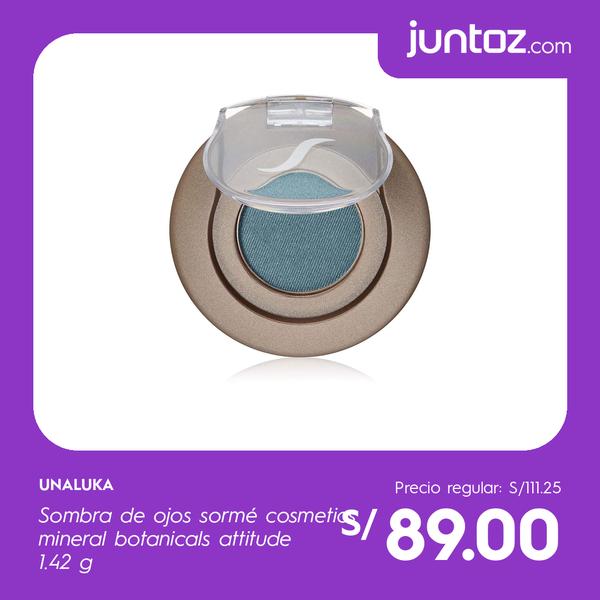 juntoz.com
UNALUKA
Sombra de ojos sormé cosmetics
mineral botanicals attitude
1.42 g
Precio regular: S/111.25
S/ 89.00